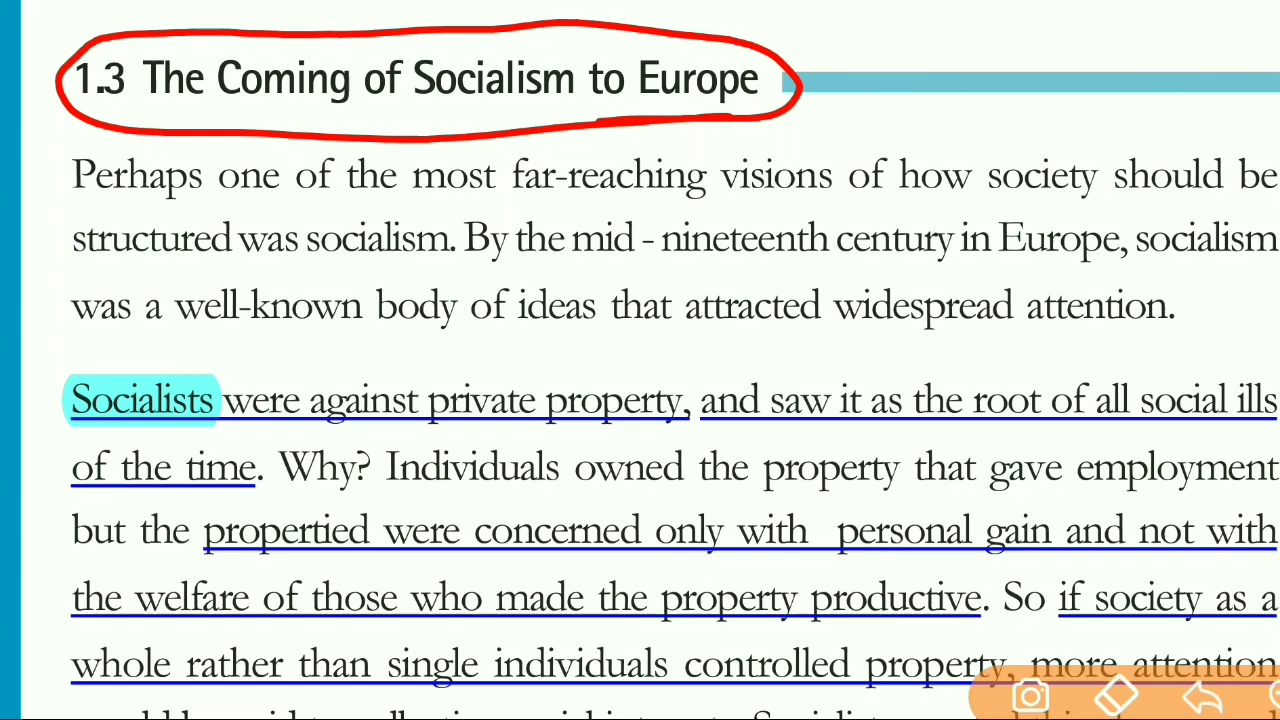 1.3 The Coming of Socialism to Europe
Perhaps one of the most far-reaching visions of how society should be
structured was socialism. By the mid - nineteenth century in Europe, socialism
was a well-known body of ideas that attracted widespread attention.
Socialists were against private property, and saw it as the root of all social ills
of the time. Why? Individuals owned the property that gave employment
but the propertied were concerned only with personal gain and not with
the welfare of those who made the property productive. So if society as a
whole rather than single individuals controlled property, more attention